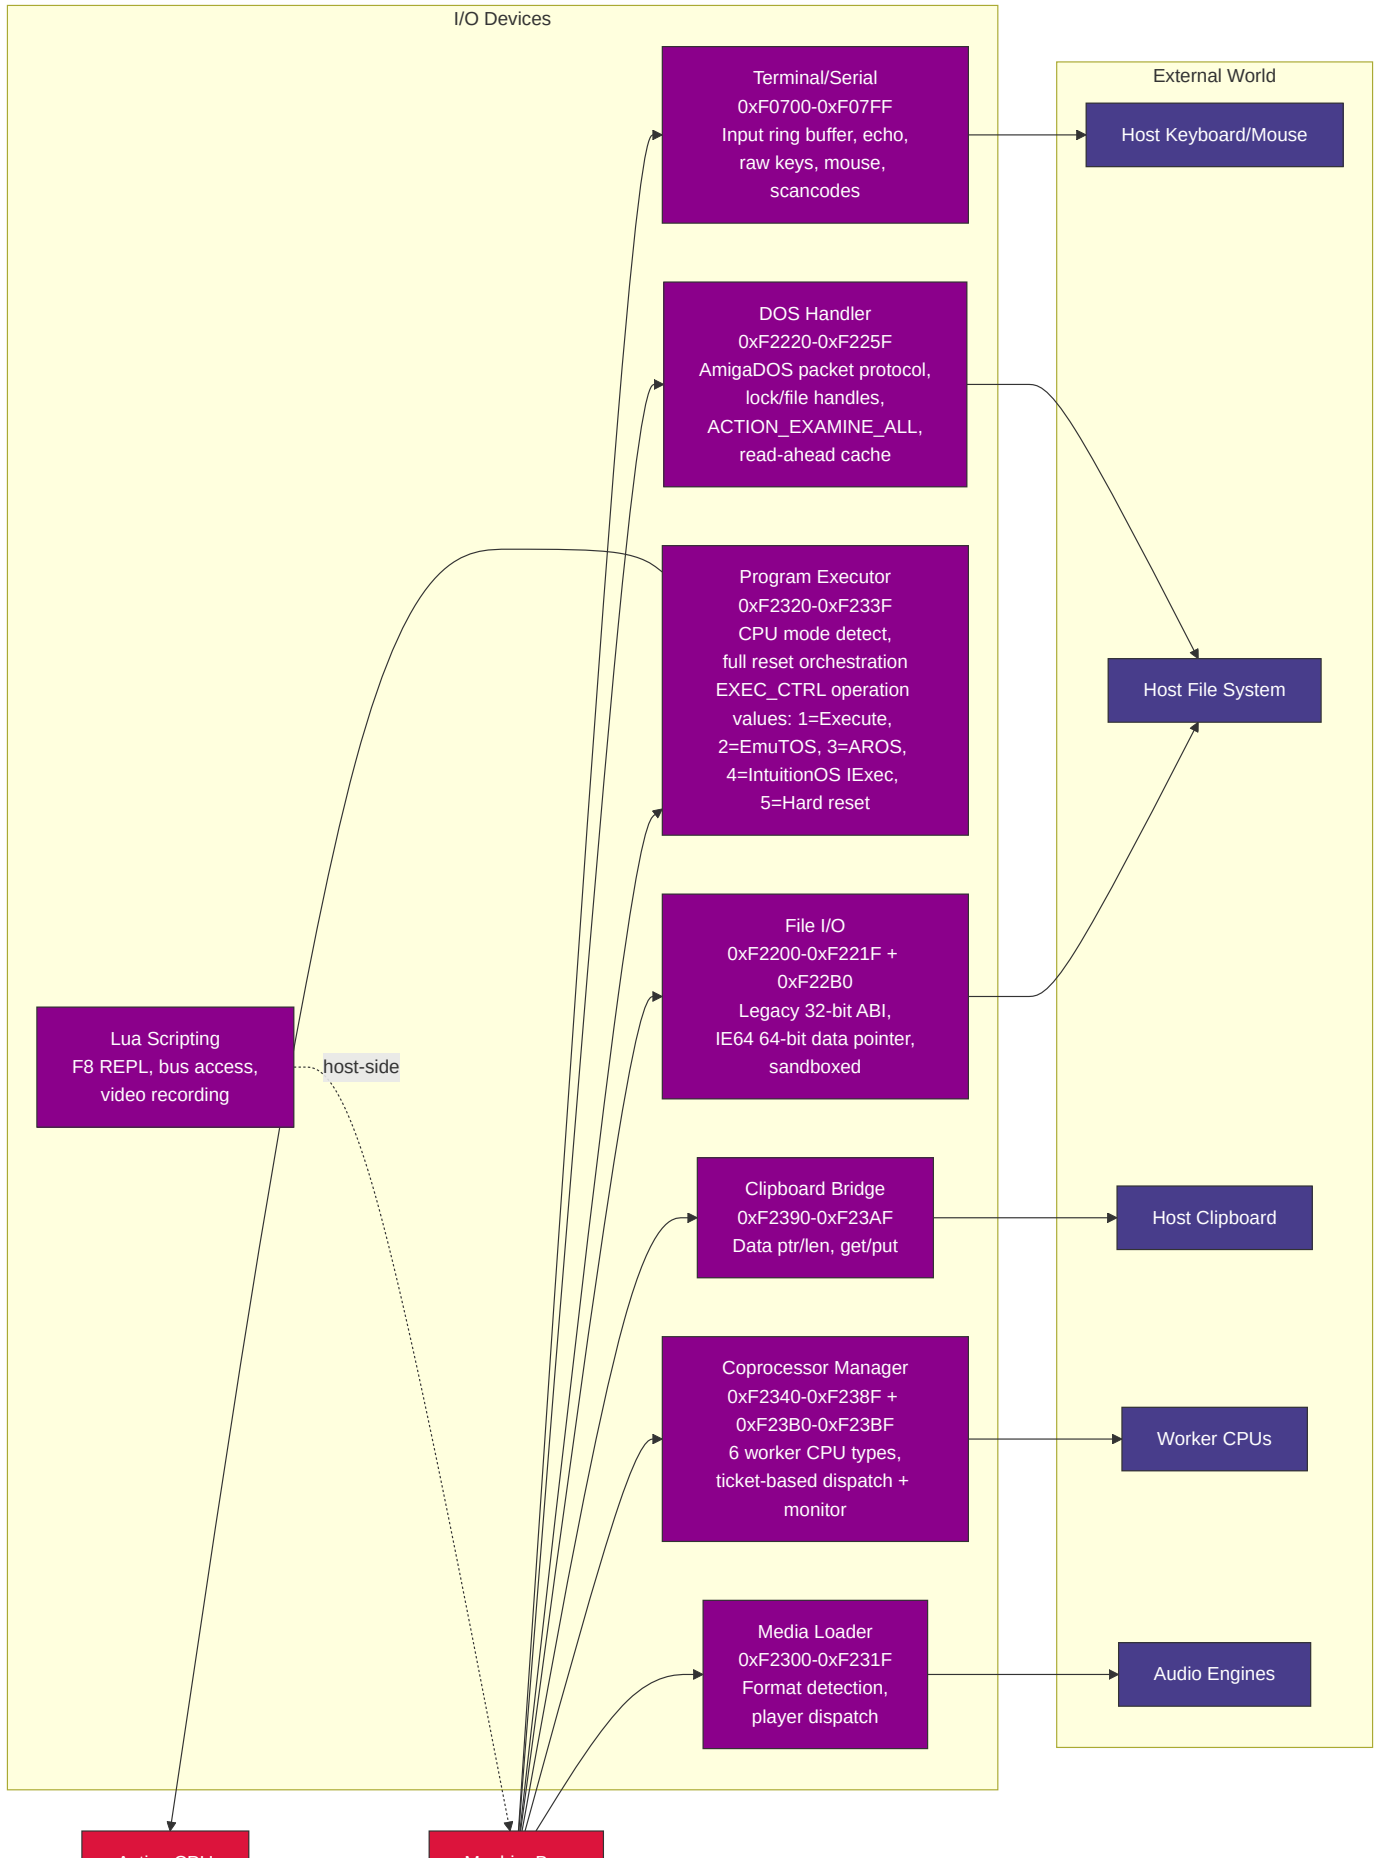 I/O Devices
External World
Terminal/Serial
0xF0700-0xF07FF
Input ring buffer, echo,
raw keys, mouse,
scancodes
Host Keyboard/Mouse
DOS Handler
0xF2220-0xF225F
AmigaDOS packet protocol,
lock/file handles,
ACTION_EXAMINE_ALL,
read-ahead cache
Program Executor
0xF2320-0xF233F
CPU mode detect,
full reset orchestration
EXEC_CTRL operation
values: 1=Execute,
2=EmuTOS, 3=AROS,
4=IntuitionOS IExec,
5=Hard reset
Host File System
File I/O
0xF2200-0xF221F +
0xF22B0
Legacy 32-bit ABI,
IE64 64-bit data pointer,
sandboxed
Lua Scripting
F8 REPL, bus access,
video recording
host-side
Clipboard Bridge
0xF2390-0xF23AF
Data ptr/len, get/put
Host Clipboard
Coprocessor Manager
0xF2340-0xF238F +
0xF23B0-0xF23BF
6 worker CPU types,
ticket-based dispatch +
monitor
Worker CPUs
Media Loader
0xF2300-0xF231F
Format detection,
player dispatch
Audio Engines